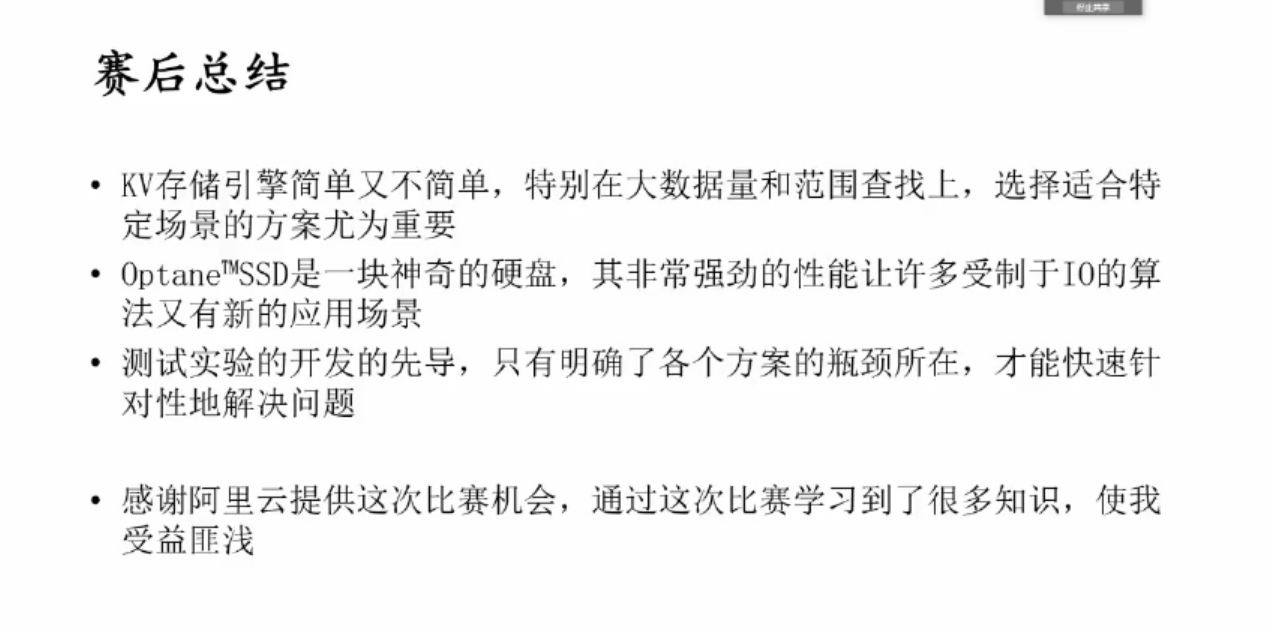 停止共享
赛后总结
• KV存储引擎简单又不简单，特别在大数据量和范围查找上，选择适合特
定场景的方案尤为重要
• Optane™SSD是一块神奇的硬盘，其非常强劲的性能让许多受制于IO的算
法又有新的应用场景
• 测试实验的开发的先导，只有明确了各个方案的瓶颈所在，才能快速针
对性地解决问题
• 感谢阿里云提供这次比赛机会，通过这次比赛学习到了很多知识，使我
受益匪浅